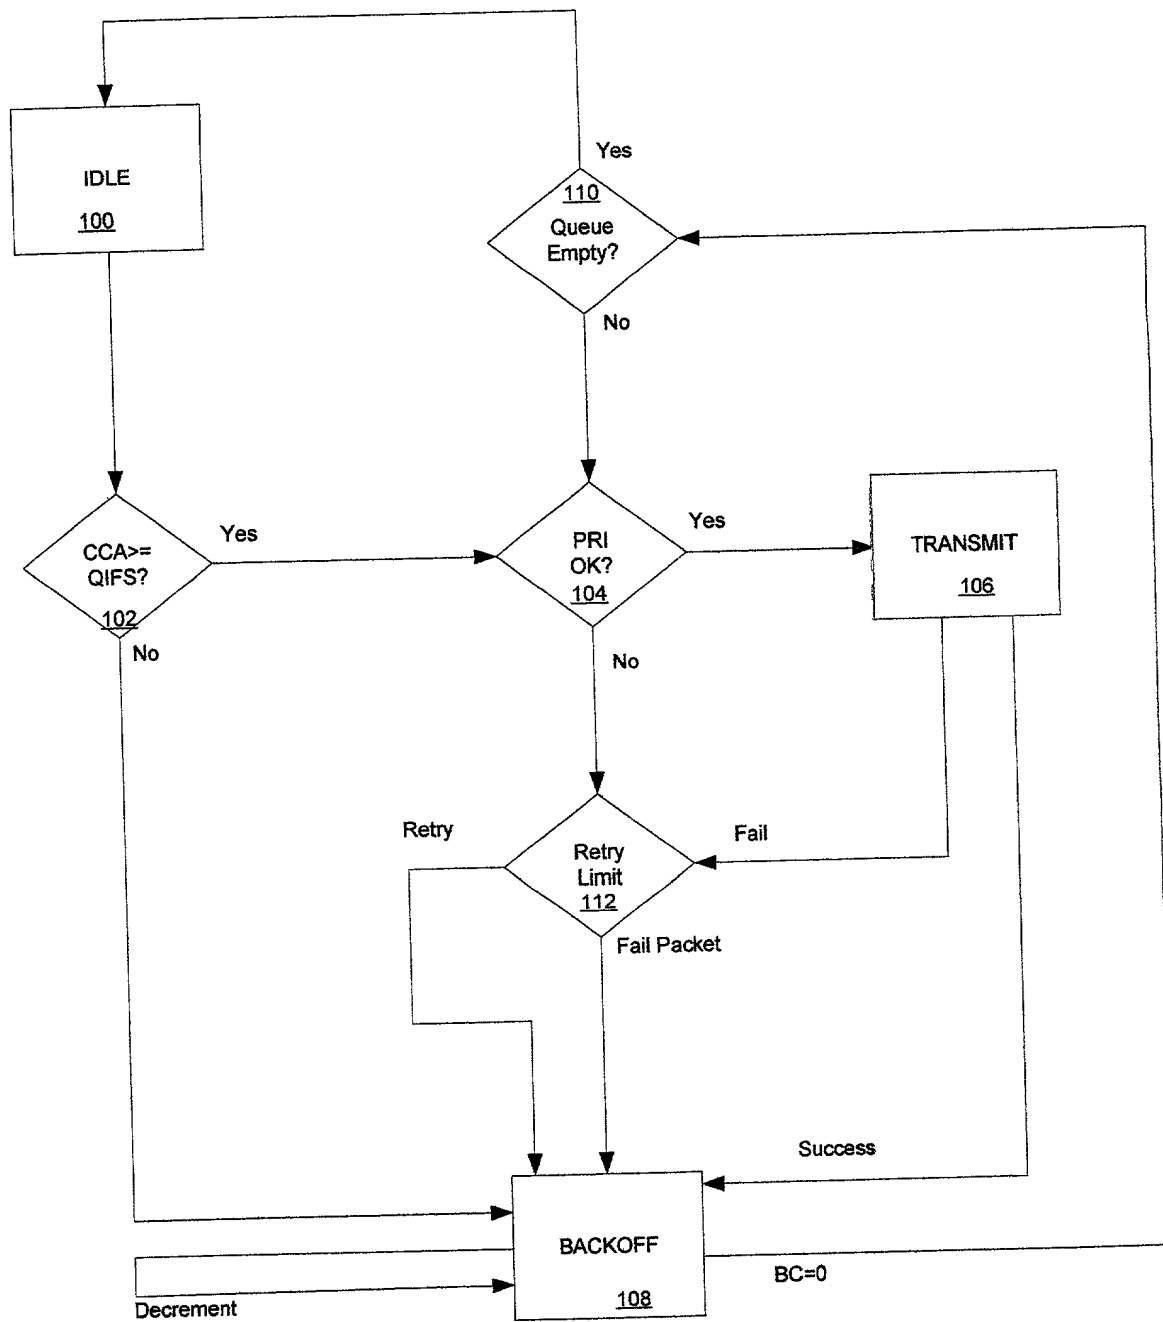 Yes
110
Queue
Empty?
IDLE
100
No
CCA>=
QIFS?
102
Yes
No
PRI
OK?
104
Yes
No
TRANSMIT
106
Retry
Retry
Limit
112
Fail
Fail Packet
Success
BACKOFF
108
BC=0
Decrement